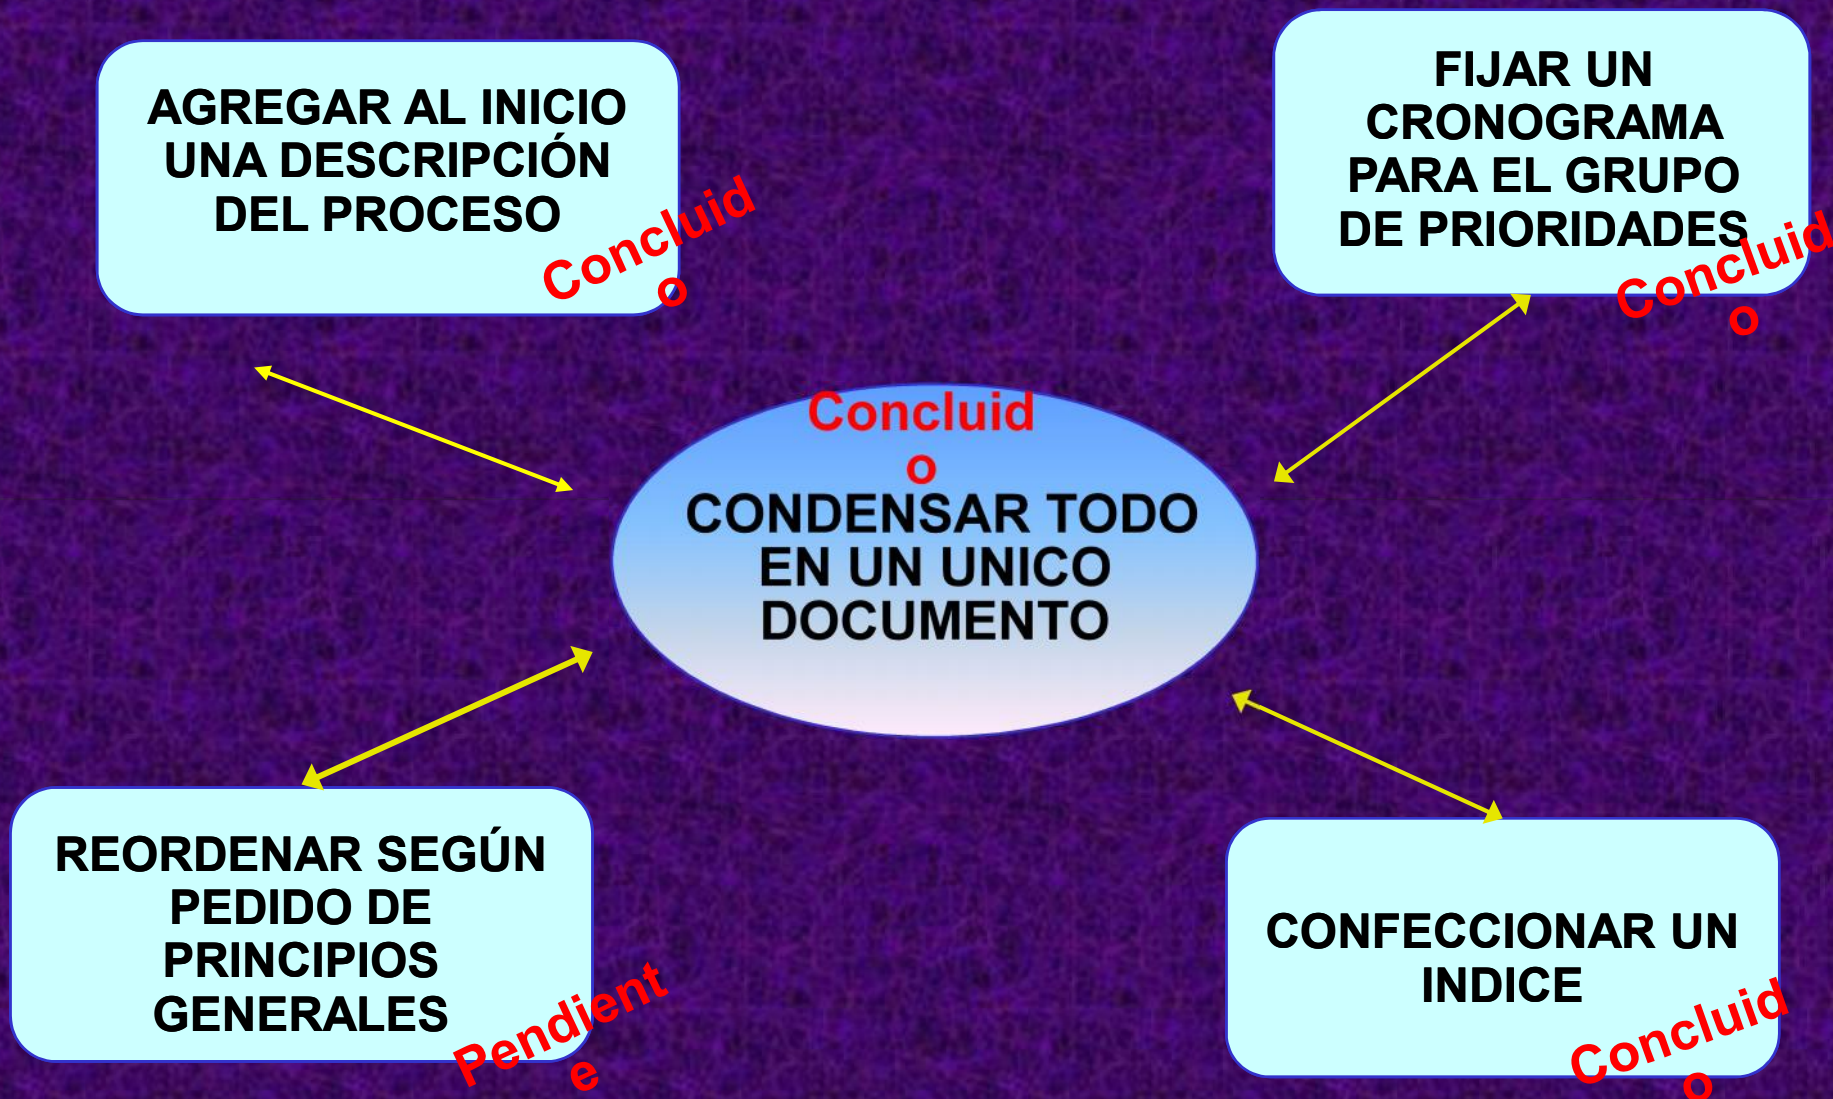 AGREGAR AL INICIO
UNA DESCRIPCIÓN
DEL PROCESO
Concluid
o
FIJAR UN
CRONOGRAMA
PARA EL GRUPO
DE PRIORIDADES
Concluid
o
Concluid
o
CONDENSAR TODO
EN UN UNICO
DOCUMENTO
REORDENAR SEGÚN
PEDIDO DE
PRINCIPIOS
GENERALES
Pendient
e
CONFECCIONAR UN
INDICE
Concluid
o